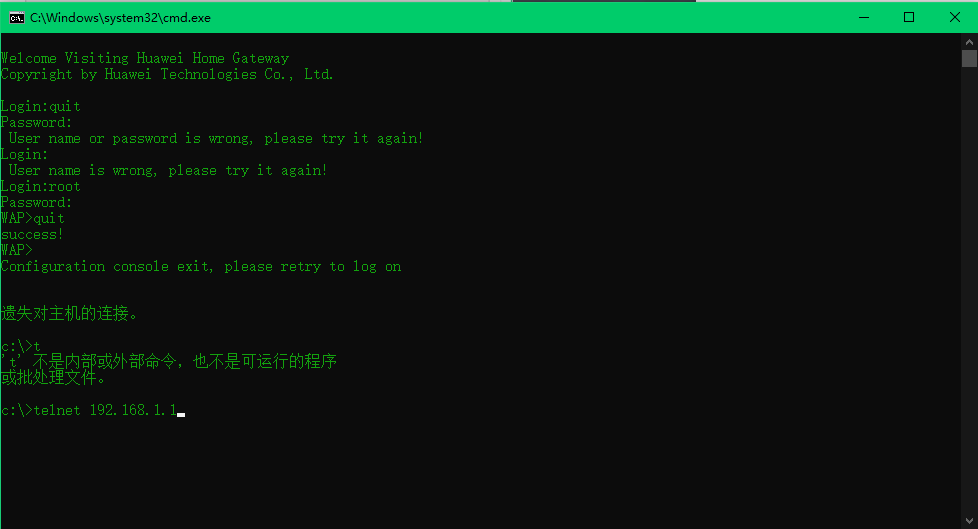 C:\Windows\system32\cmd.exe
Welcome Visiting Huawei Home Gateway
Copyright by Huawei Technologies Co., Ltd.
Login:quit
Password:
User name or password is wrong, please try it again!
Login:
User name is wrong, please try it again!
Login:root
Password:
WAP>quit
success!
WAP>
Configuration console exit, please retry to log on
遗失对主机的连接。
c:\>t
't' 不是内部或外部命令，也不是可运行的程序
或批处理文件。
c:\>telnet 192.168.1.1